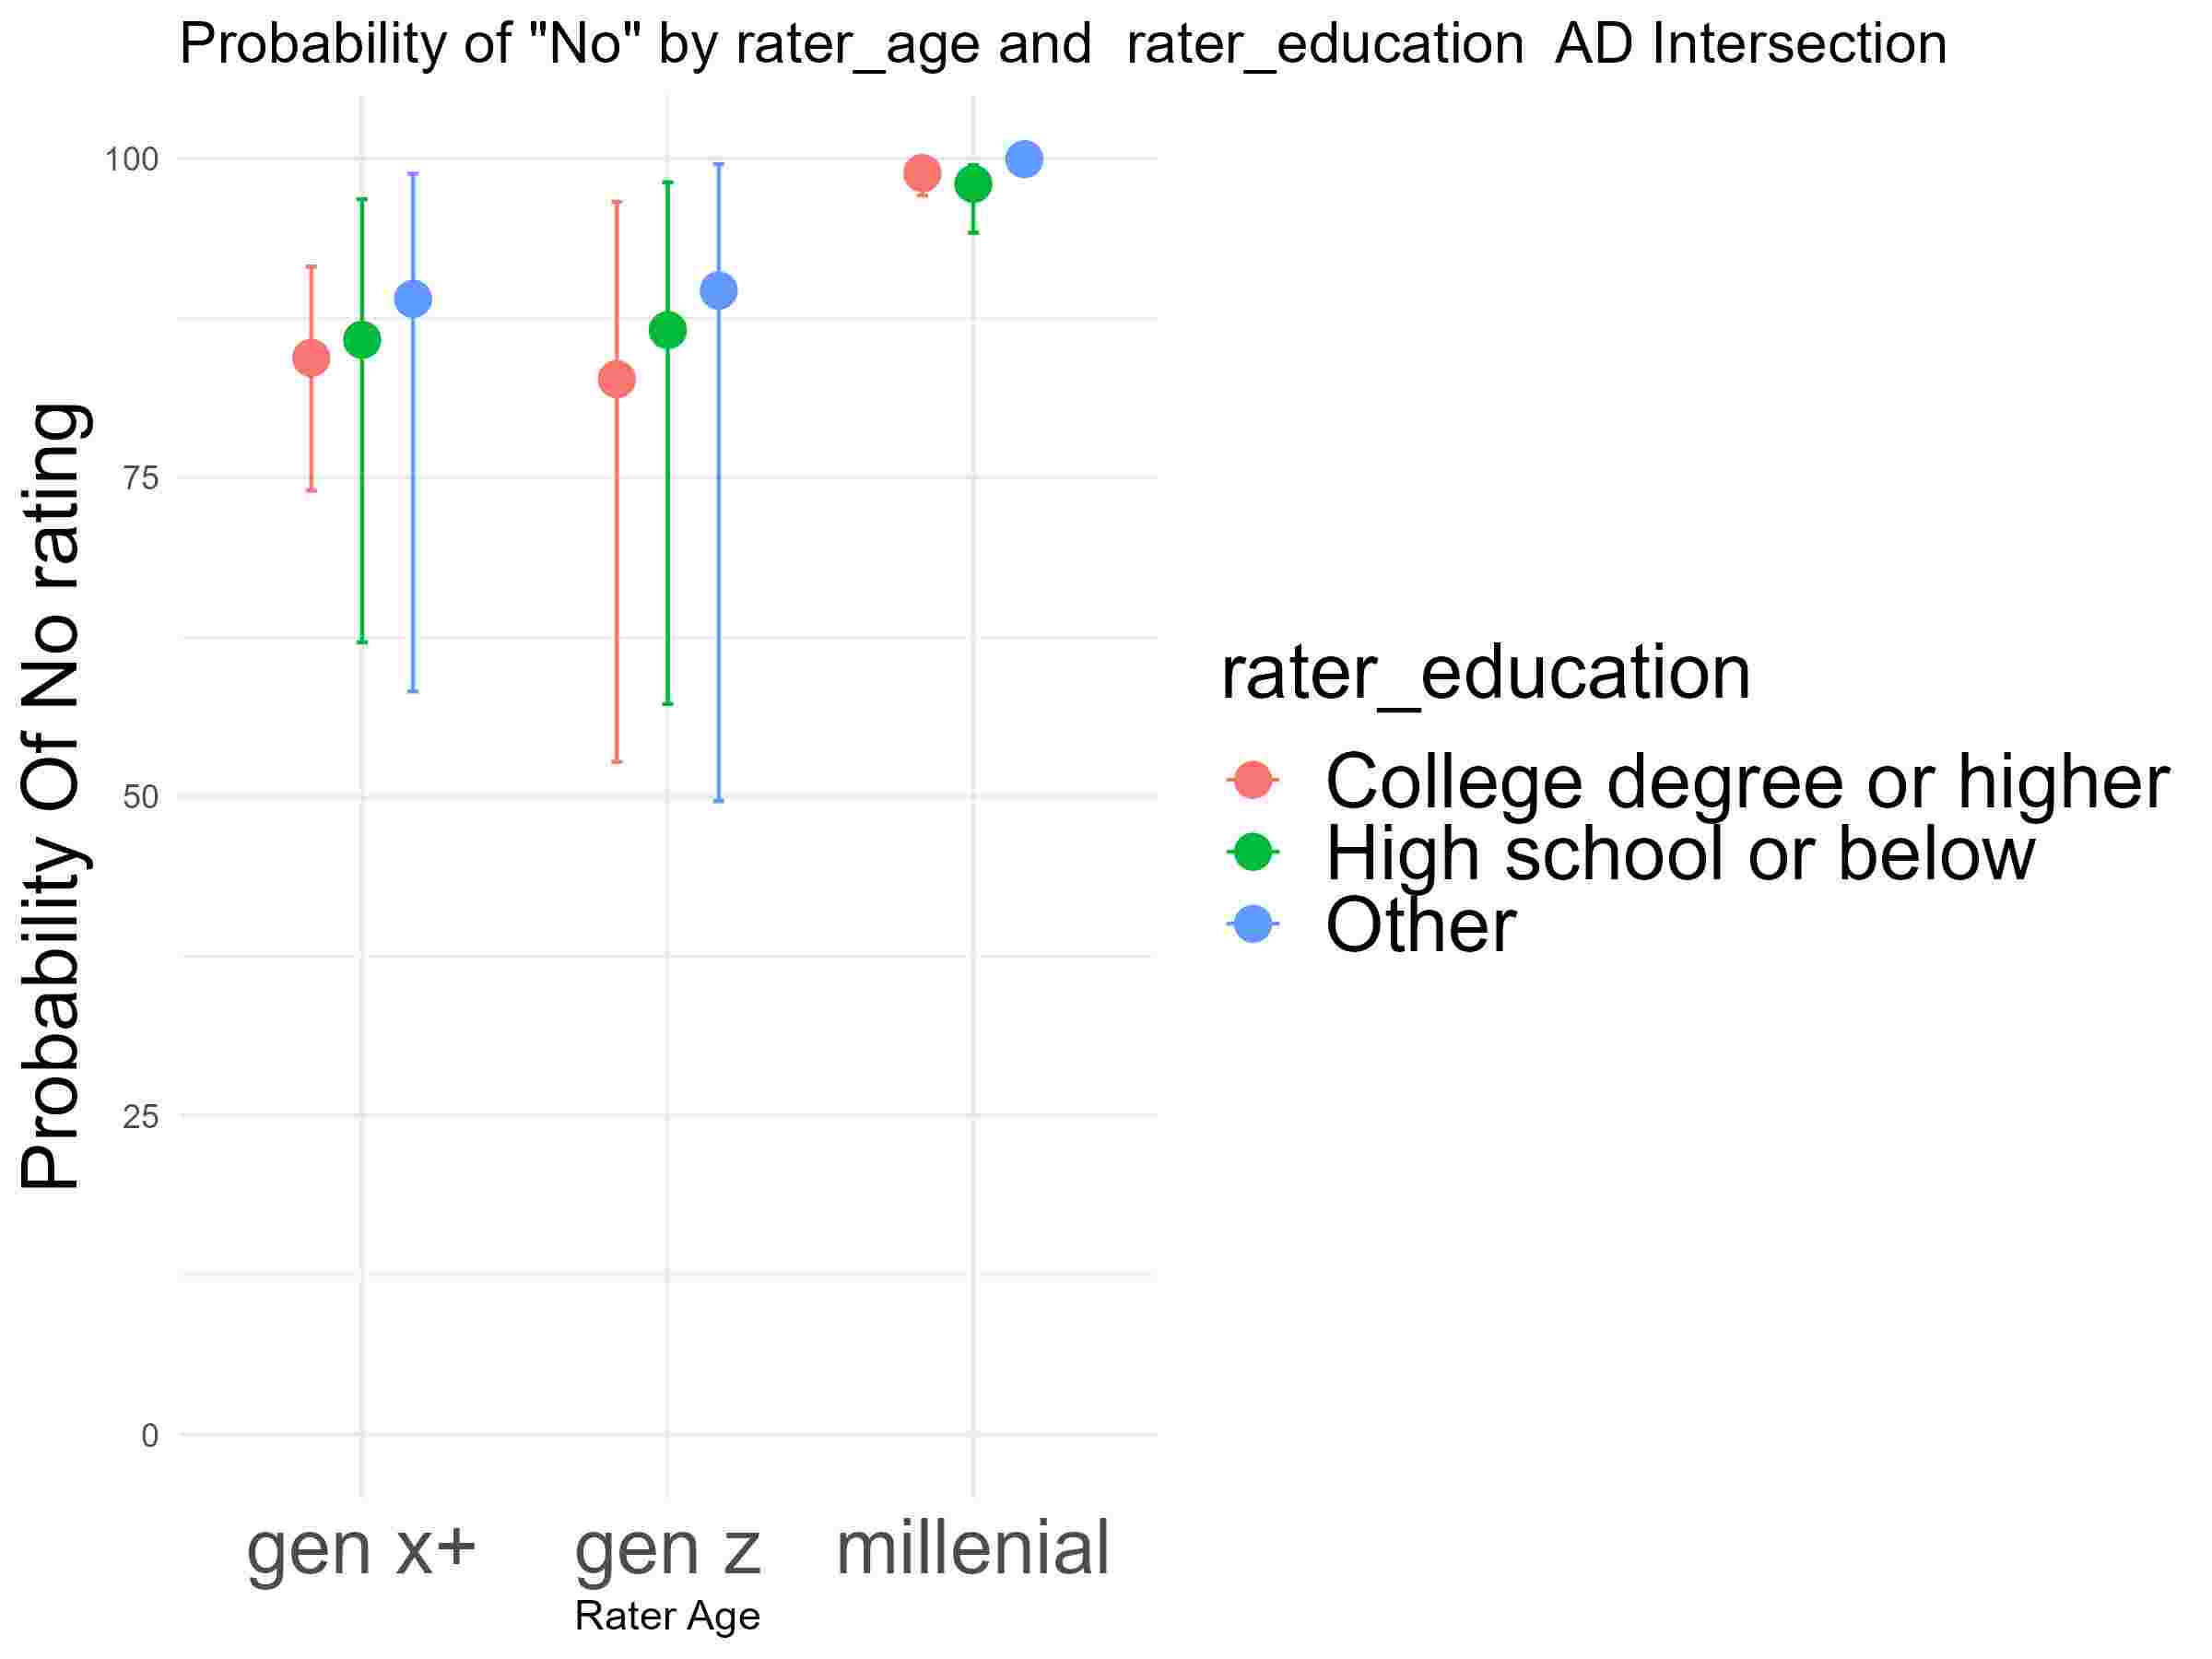 Probability of "No" by rater_age and  rater_education  AD Intersection
Probability Of No rating
100
75
50
25
0
gen x+
gen z
millenial
Rater Age
rater_education
College degree or higher
High school or below
Other